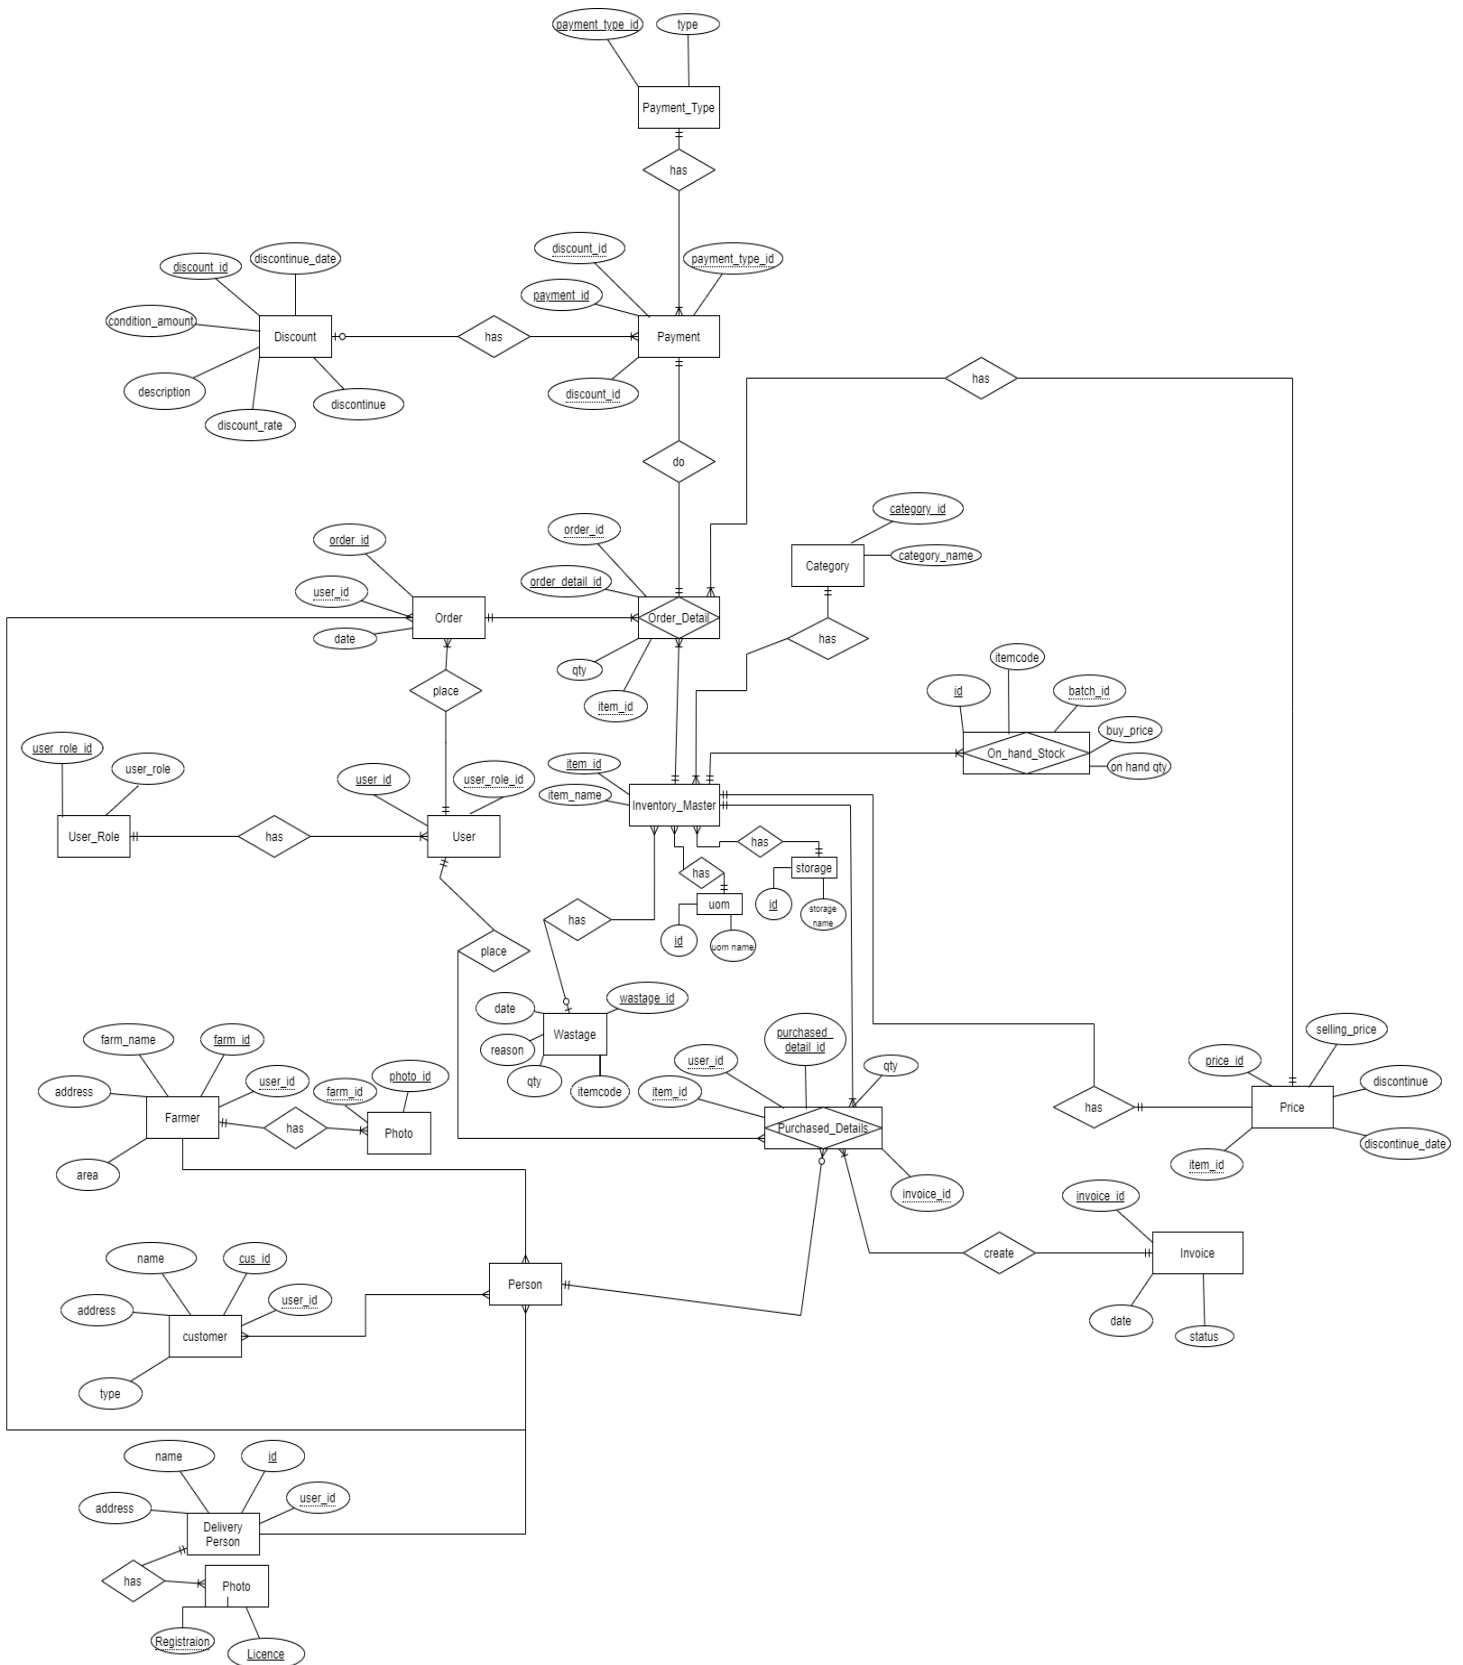 payment_type_id
type
Payment_Type
has
discount_id
discontinue_date
discount_id
payment_type_id
condition_amount
payment_id
Discount
has
Payment
description
discontinue
discount_id
discount_rate
has
do
category_id
order_id
order_id
category_name
Category
order_detail_id
user_id
Order
Order_Detail
date
has
qty
itemcode
place
item_id
id
batch_id
buy_price
user_role_id
On_hand_Stock
user_role
on hand qty
user_id
user_role_id
item_id
item_name
Inventory_Master
User_Role
has
User
has
storage
has
uom
id
storage
name
has
id
uom name
place
date
wastage_id
Wastage
reason
qty
itemcode
purchased_
detail_id
selling_price
farm_name
farm_id
user_id
qty
price_id
discontinue
address
user_id
farm_id
photo_id
item_id
Farmer
has
Photo
Purchased_Details
has
Price
discontinue_date
area
item_id
invoice_id
invoice_id
name
cus_id
create
Invoice
Person
user_id
address
customer
date
status
type
name
id
address
user_id
Delivery
Person
has
Photo
Registraion
Licence